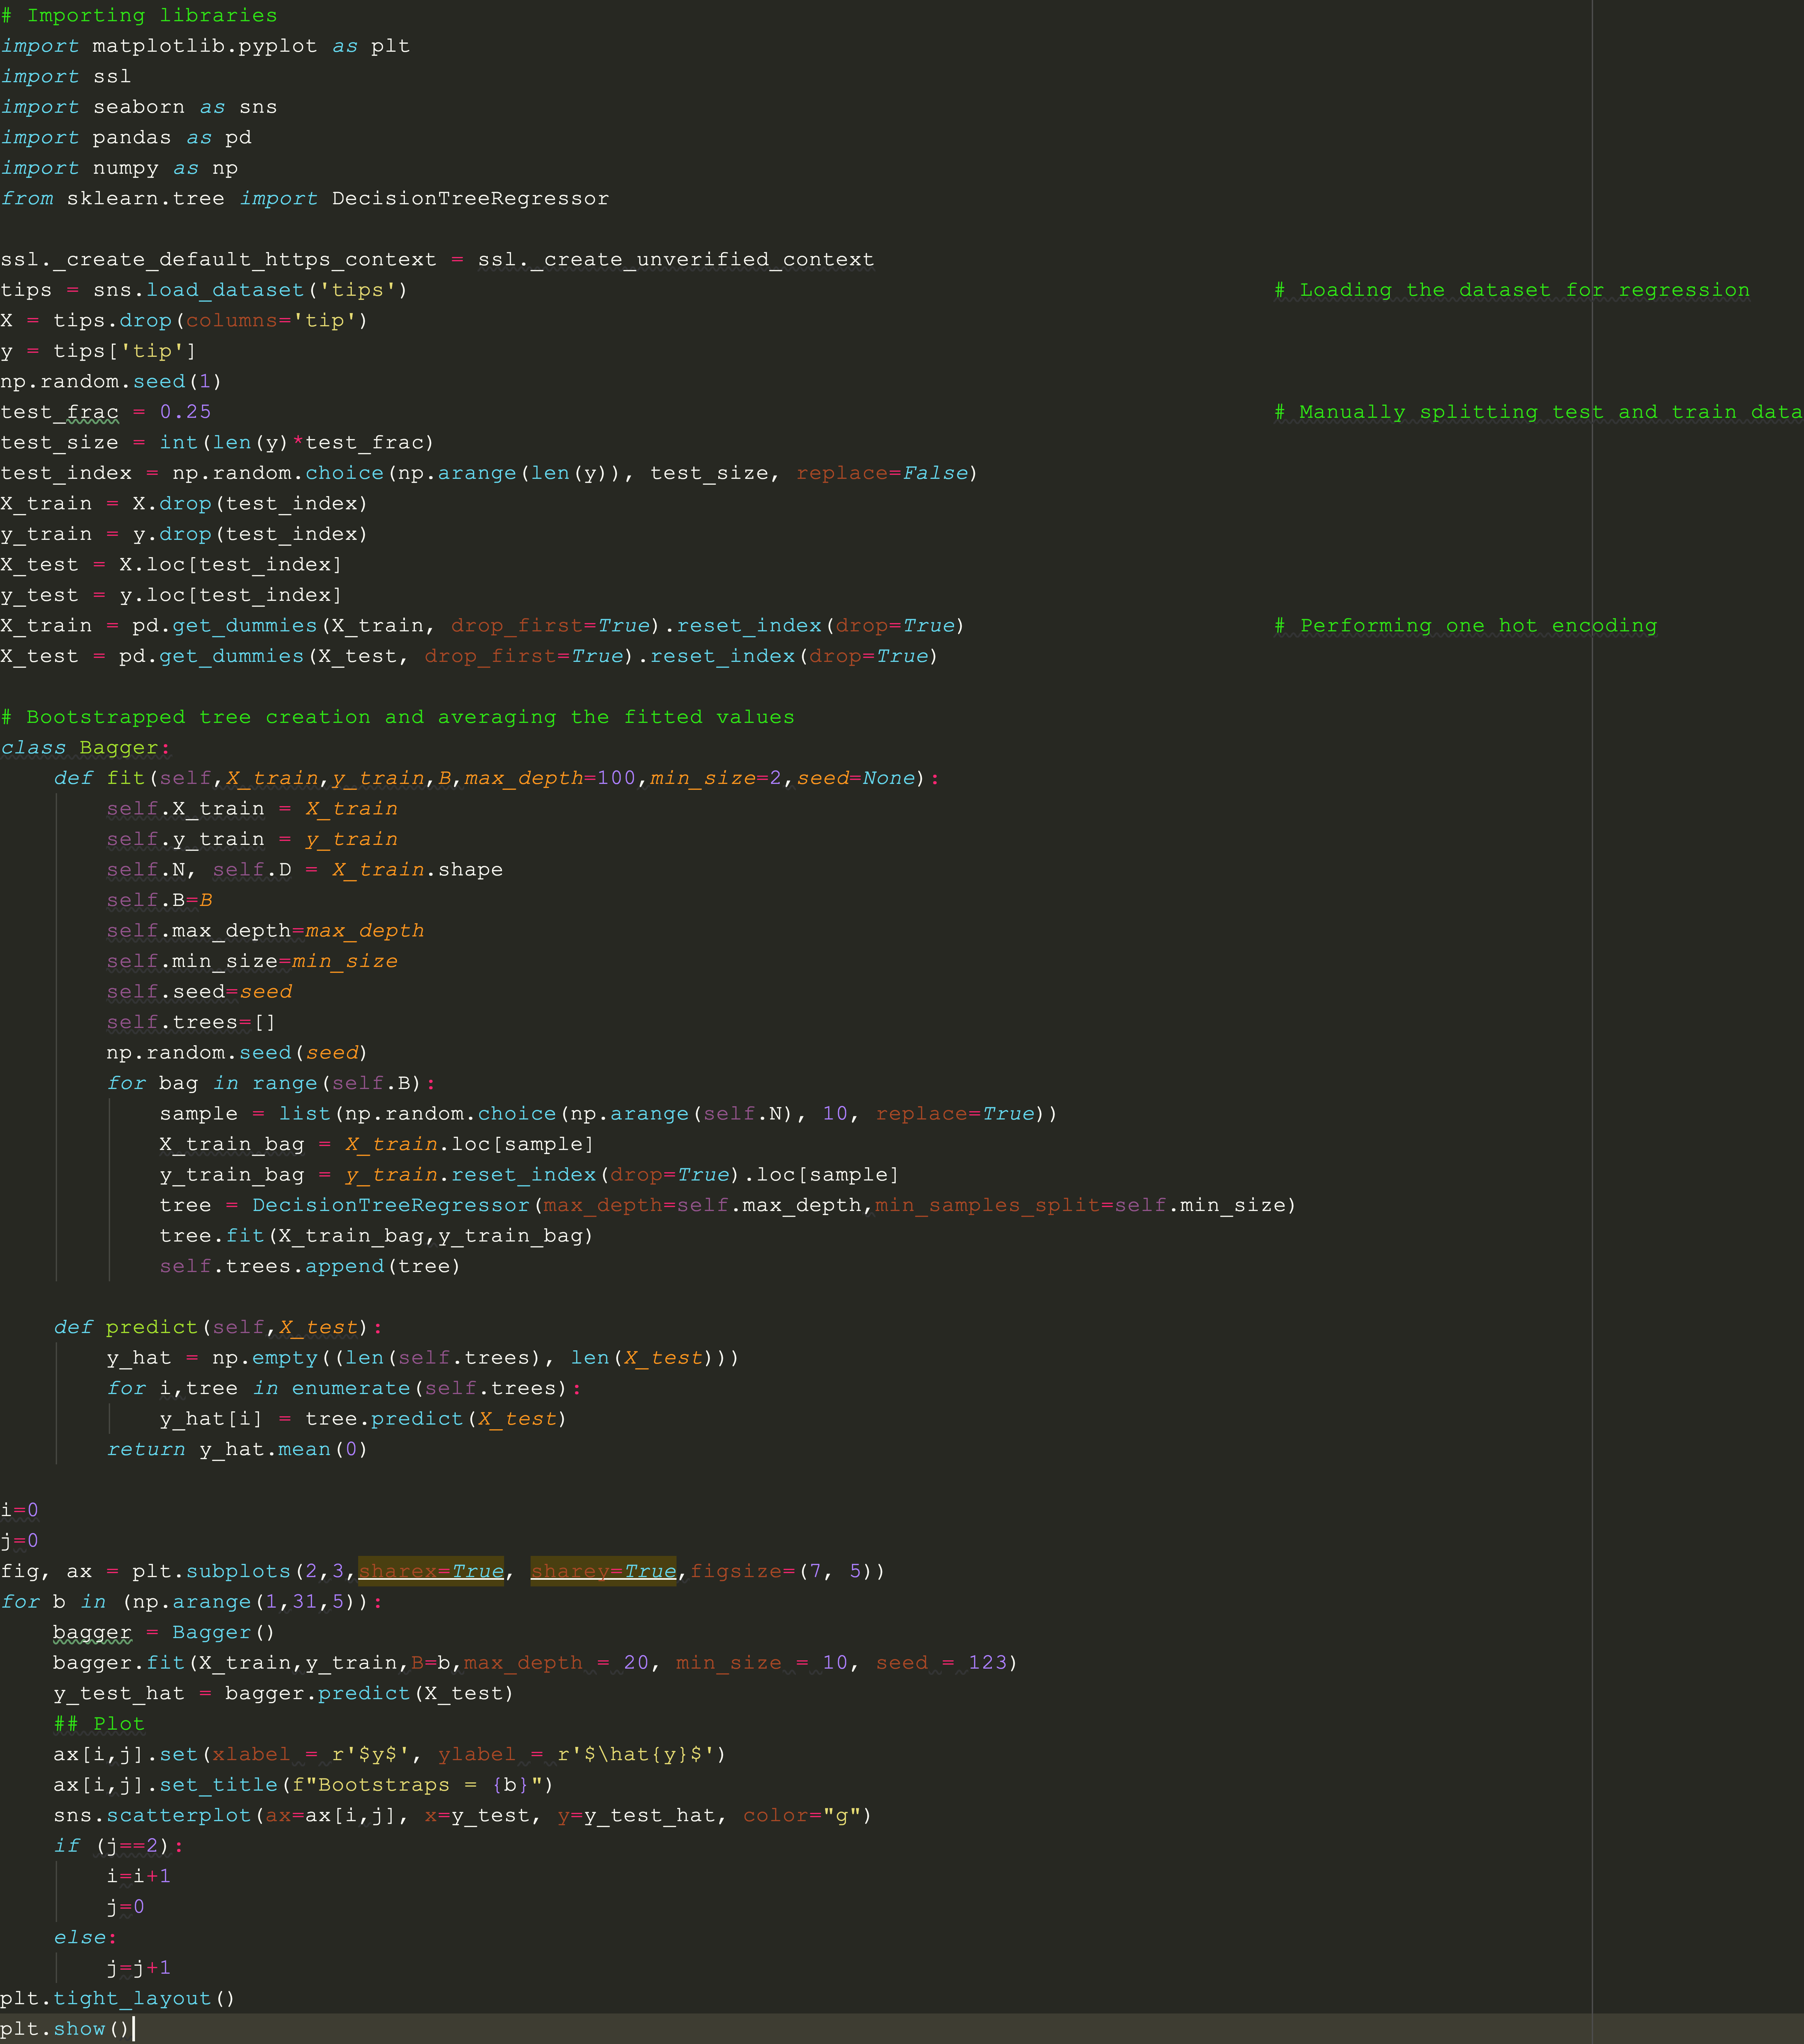 # Importing libraries
import matplotlib.pyplot as plt
import ssl
import seaborn as sns
import pandas as pd
import numpy as np
from sklearn.tree import DecisionTreeRegressor
ssl._create_default_https_context = ssl._create_unverified_context
tips = sns.load_dataset('tips') # Loading the dataset for regression
X = tips.drop(columns='tip')
y = tips['tip']
np.random.seed(1)
test_frac = 0.25 # Manually splitting test and train data
test_size = int(len(y)*test_frac)
test_index = np.random.choice(np.arange(len(y)), test_size, replace=False)
X_train = X.drop(test_index)
y_train = y.drop(test_index)
X_test = X.loc[test_index]
y_test = y.loc[test_index]
X_train = pd.get_dummies(X_train, drop_first=True).reset_index(drop=True) # Performing one hot encoding
X_test = pd.get_dummies(X_test, drop_first=True).reset_index(drop=True)
# Bootstrapped tree creation and averaging the fitted values
class Bagger:
    def fit(self,X_train,y_train,B,max_depth=100,min_size=2,seed=None):
        self.X_train = X_train
        self.y_train = y_train
        self.N, self.D = X_train.shape
        self.B=B
        self.max_depth=max_depth
        self.min_size=min_size
        self.seed=seed
        self.trees=[]
        np.random.seed(seed)
        for bag in range(self.B):
            sample = list(np.random.choice(np.arange(self.N), 10, replace=True))
            X_train_bag = X_train.loc[sample]
            y_train_bag = y_train.reset_index(drop=True).loc[sample]
            tree = DecisionTreeRegressor(max_depth=self.max_depth,min_samples_split=self.min_size)
            tree.fit(X_train_bag,y_train_bag)
            self.trees.append(tree)
    def predict(self,X_test):
        y_hat = np.empty((len(self.trees), len(X_test)))
        for i,tree in enumerate(self.trees):
            y_hat[i] = tree.predict(X_test)
        return y_hat.mean(0)
i=0
j=0
fig, ax = plt.subplots(2,3,sharex=True, sharey=True,figsize=(7, 5))
for b in (np.arange(1,31,5)):
    bagger = Bagger()
    bagger.fit(X_train,y_train,B=b,max_depth = 20, min_size = 10, seed = 123)
    y_test_hat = bagger.predict(X_test)
    ## Plot
    ax[i,j].set(xlabel = r'$y$', ylabel = r'$\hat{y}$')
    ax[i,j].set_title(f"Bootstraps = {b}")
    sns.scatterplot(ax=ax[i,j], x=y_test, y=y_test_hat, color="g")
    if (j==2):
        i=i+1
        j=0
    else:
        j=j+1
plt.tight_layout()
plt.show()